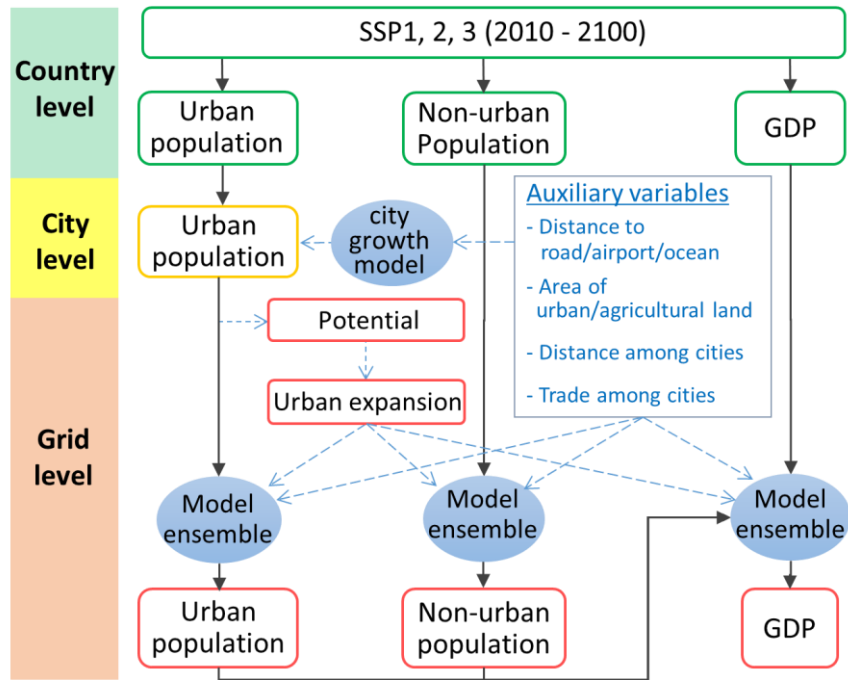 SSP1, 2, 3 (2010 - 2100)
Country
level
Urban
population
Non-urban
Population
GDP
City
level
Urban
population
city
growth
model
Auxiliary variables
- Distance to
road/airport/ocean
- Area of
urban/agricultural land
- Distance among cities
- Trade among cities
Grid
level
Potential
Urban expansion
Model
ensemble
Model
ensemble
Model
ensemble
Urban
population
Non-urban
population
GDP